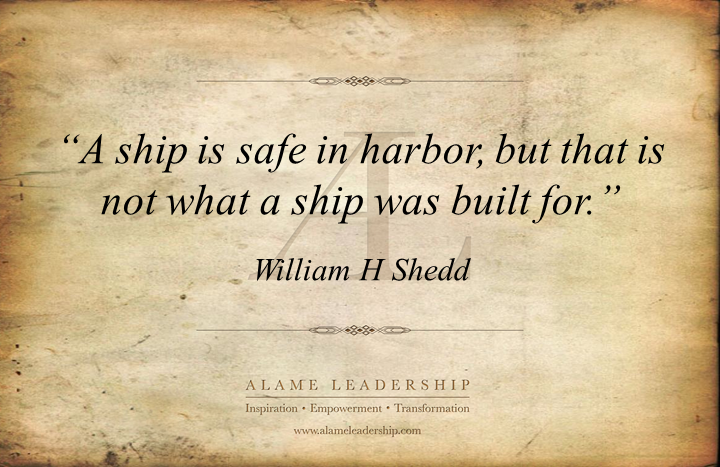 “A ship is safe in harbor, but that is
not what a ship was built for.”
William H Shedd
AL
ALAME LEADERSHIP
Inspiration • Empowerment • Transformation
www.alameleadership.com